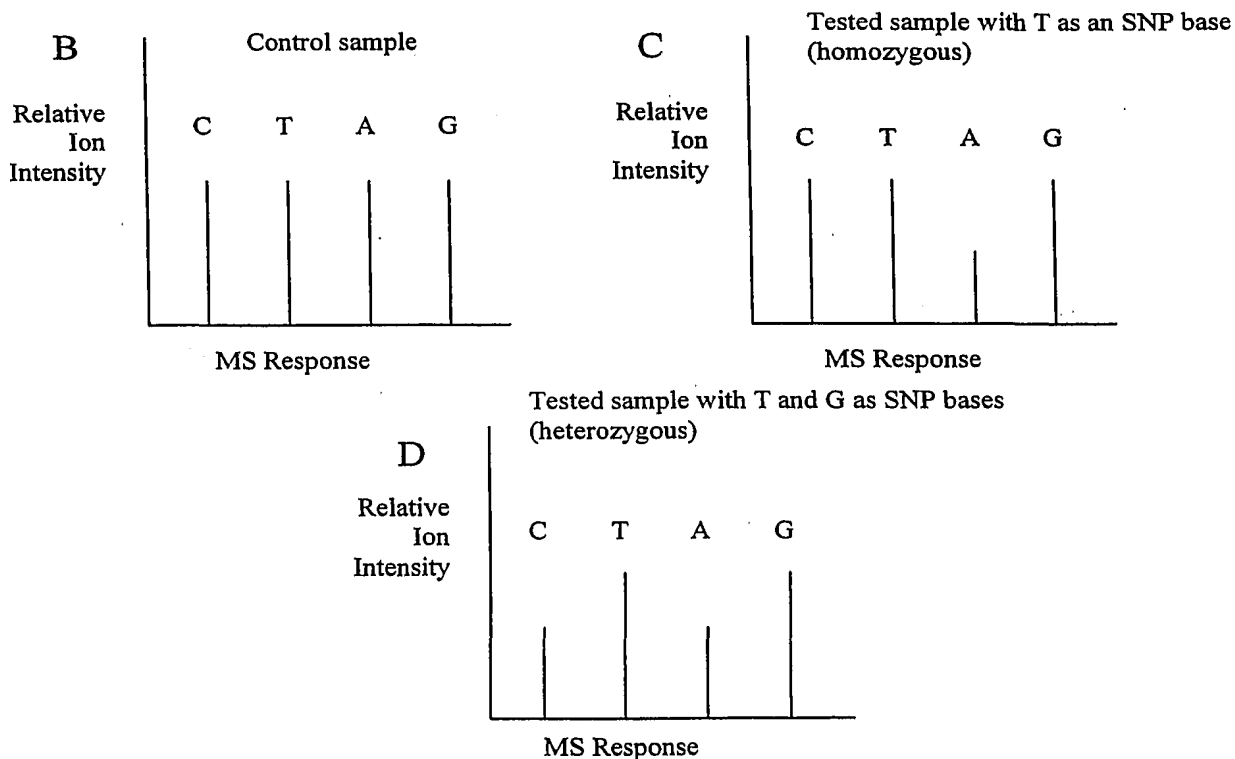 B
Control sample
Relative
Ion
Intensity
C T A G
MS Response
C
Tested sample with T as an SNP base
(homozygous)
Relative
Ion
Intensity
C T A G
MS Response
D
Tested sample with T and G as SNP bases
(heterozygous)
Relative
Ion
Intensity
C T A G
MS Response